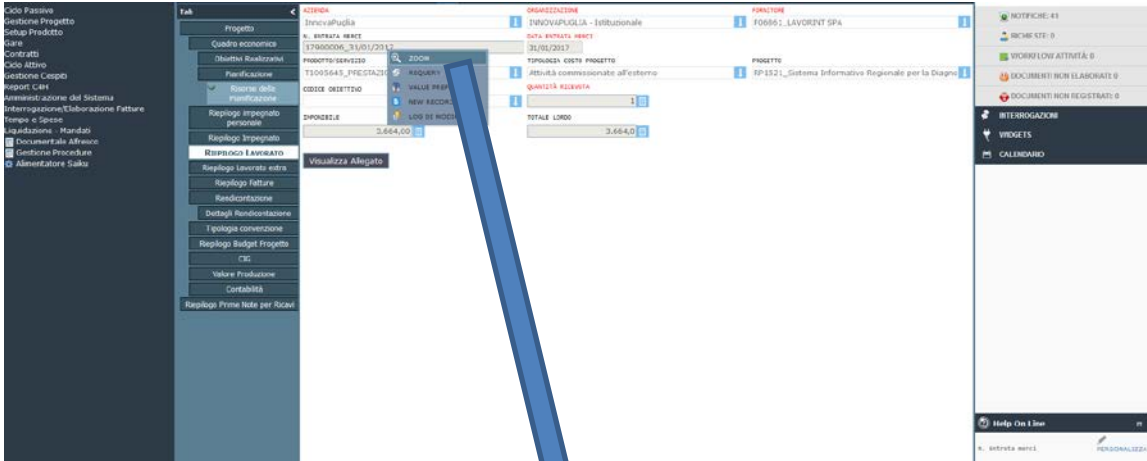 Ciclo Passivo
Gestione Progetto
Setup Prodotto
Gare
Contratti
Ciclo Attivo
Gestione Cespiti
Report C4H
Amministrazione del Sistema
Interrogazione/Elaborazione Fatture
Tempo e Spese
Liquidazione - Mandati
Documentale Alfresco
Gestione Procedure
Alimentatore Saiku
Tab
Progetto
Quadro economico
Obiettivi Realizzativi
Pianificazione
Risorse della Pianificazione
Riepilogo impegnato personale
Riepilogo Impegnato
RIEPILOGO LAVORATO
Riepilogo Lavorato extra
Riepilogo Fatture
Rendicontazione
Dettagli Rendicontazione
Tipologia convenzione
Riepilogo Budget Progetto
CIG
Valore Produzione
Contabilità
Riepilogo Prime Note per Ricavi
AZIENDA
InnovaPuglia
ORGANIZZAZIONE
INNOVAPUGLIA - Istituzionale
FORNITORE
F06861_LAVORINT SPA
N. ENTRATA MERCI
17900006_31/01/2017
DATA ENTRATA MERCI
31/01/2017
PRODOTTO/SERVIZIO
T1005645_PRESTAZIO
TIPOLOGIA COSTO PROGETTO
Attività commissionate all'esterno
PROGETTO
RP1521_Sistema Informativo Regionale per la Diagno
CODICE OBIETTIVO
QUANTITÀ RICEVUTA
1
IMPONIBILE
3.664,00
TOTALE LORDO
3.664,0
Visualizza Allegato
ZOOM
REQUERY
VALUE PREF
NEW RECORD
LOG DI MODI
NOTIFICHE: 41
RICHIESTE: 0
WORKFLOW ATTIVITÀ: 0
DOCUMENTI NON ELABORATI: 0
DOCUMENTI NON REGISTRATI: 0
INTERROGAZIONI
WIDGETS
CALENDARIO
Help On Line
N. entrata merci
PERSONALIZZA